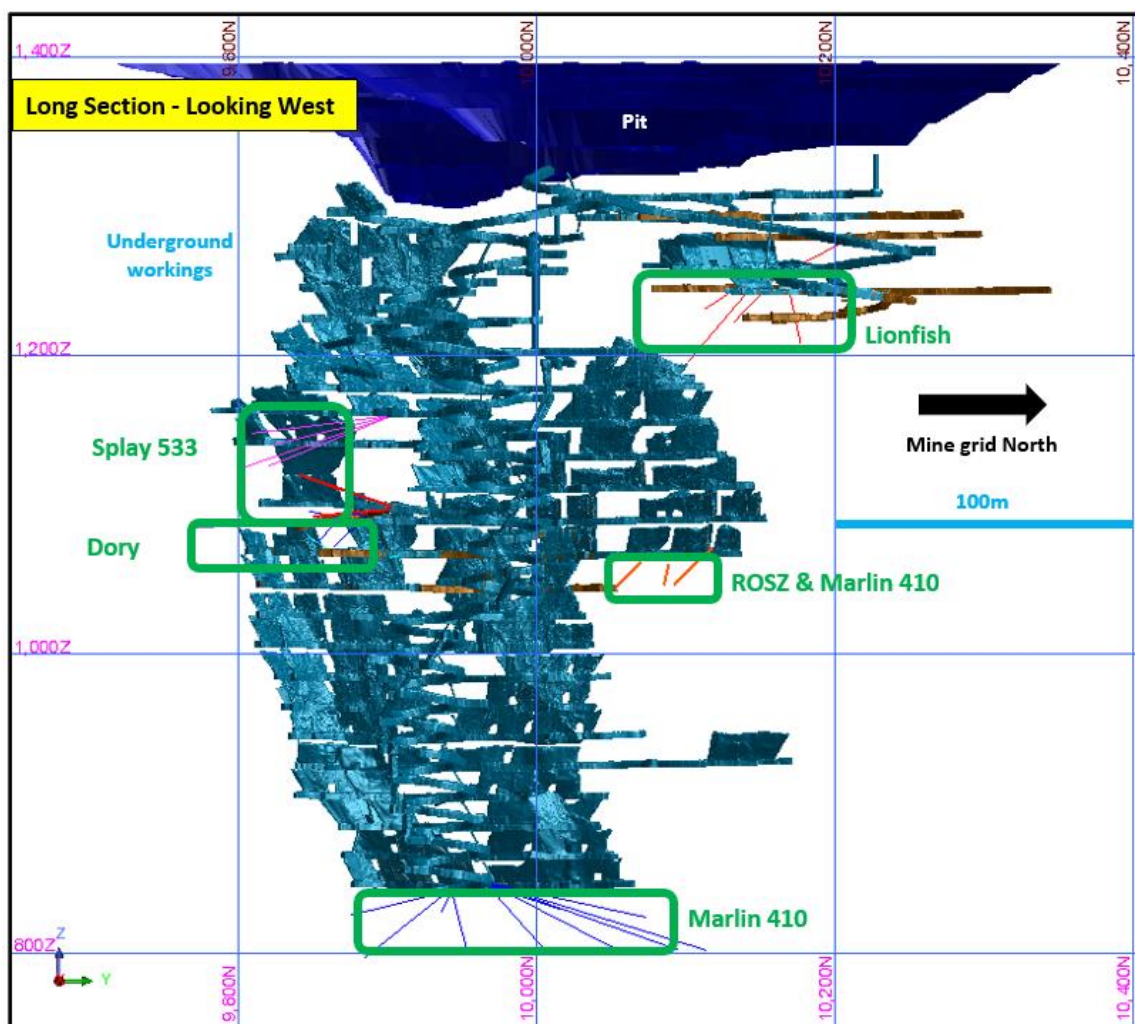 9,800N
10,000N
10,200N
10,400N
1,400Z
Long Section - Looking West
Pit
Underground
workings
Lionfish
1,200Z
Mine grid North
Splay 533
100m
Dory
ROSZ & Marlin 410
1,000Z
Marlin 410
800Z
Z
Y
9,800N
10,000N
10,200N
10,400N